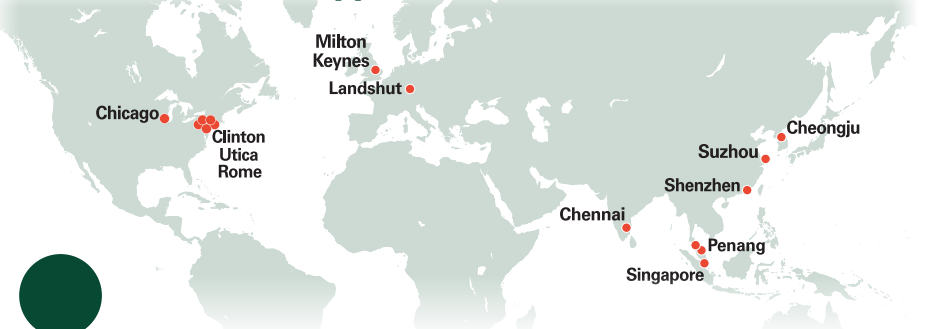 Milton
Keynes
Landshut
Chicago
Clinton
Utica
Rome
Cheongju
Suzhou
Shenzhen
Chennai
Penang
Singapore